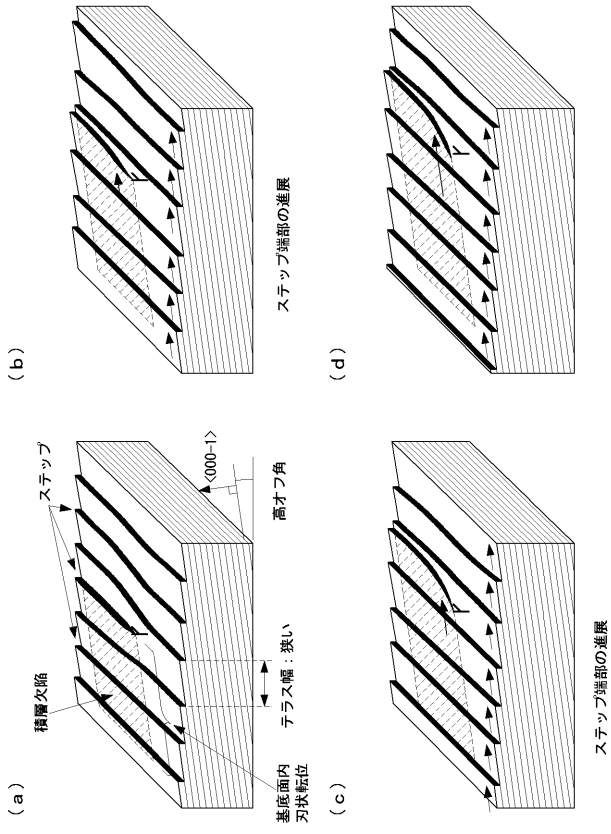 (a)
ステップ
積層欠陥
<000-1>
高オフ角
テラス幅：狭い
基底面内
刃状転位
(b)
ステップ端部の進展
(c)
ステップ端部の進展
(d)